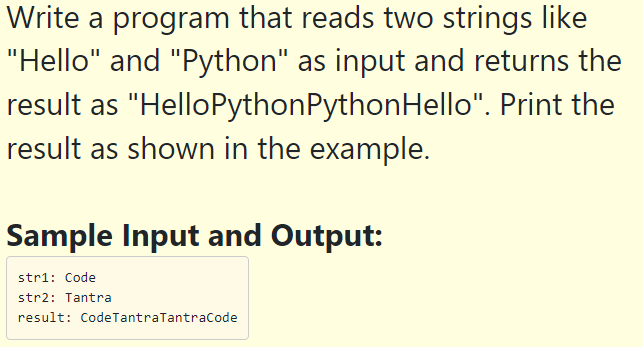 Write a program that reads two strings like
"Hello" and "Python" as input and returns the
result as "HelloPythonPythonHello". Print the
result as shown in the example.
Sample Input and Output:
str1: Code
str2: Tantra
result: CodeTantraTantraCode